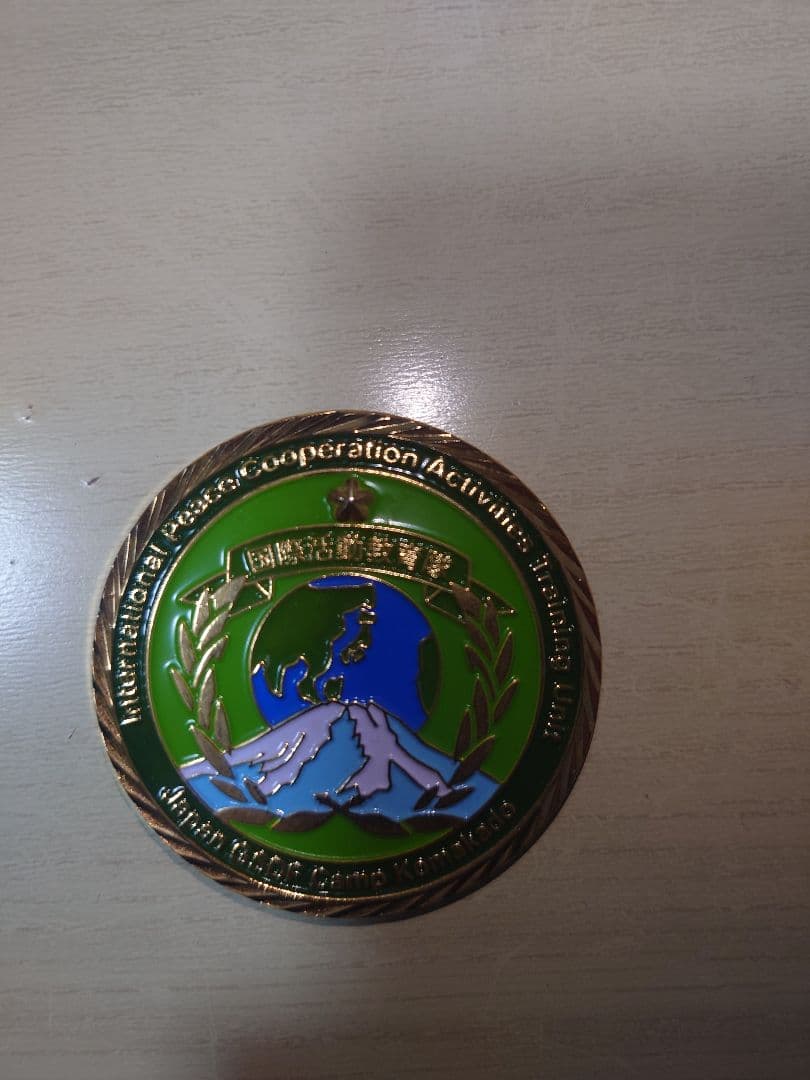 International Peace Cooperation Activities Training Unit
国際活動教育隊
Japan G.S.D.F. Camp Komakado